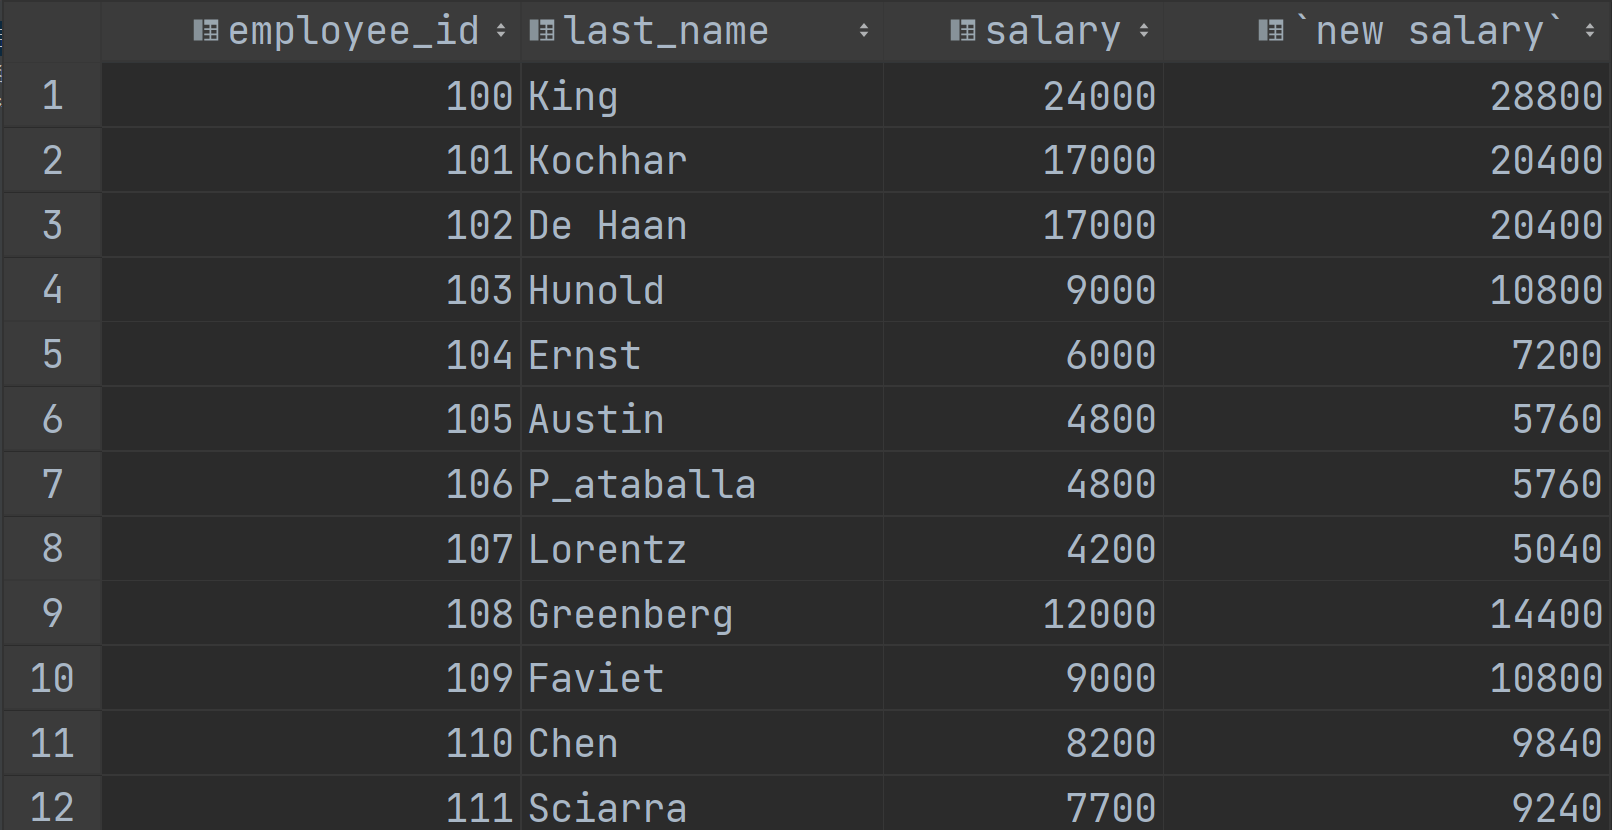 employee_id last_name salary `new salary`
1 100 King 24000 28800
2 101 Kochhar 17000 20400
3 102 De Haan 17000 20400
4 103 Hunold 9000 10800
5 104 Ernst 6000 7200
6 105 Austin 4800 5760
7 106 P_ataballa 4800 5760
8 107 Lorentz 4200 5040
9 108 Greenberg 12000 14400
10 109 Faviet 9000 10800
11 110 Chen 8200 9840
12 111 Sciarra 7700 9240